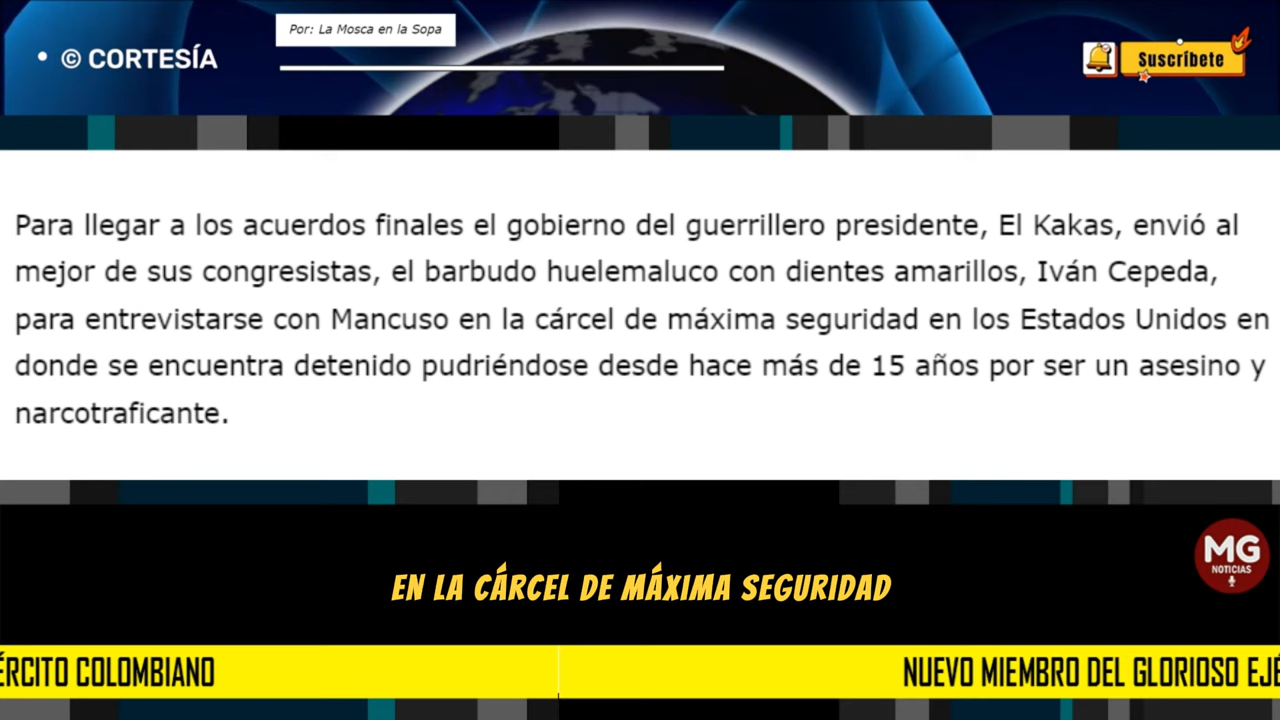 Por: La Mosca en la Sopa
• © CORTESÍA
Suscríbete
Para llegar a los acuerdos finales el gobierno del guerrillero presidente, El Kakas, envió al
mejor de sus congresistas, el barbudo huelemaluco con dientes amarillos, Iván Cepeda,
para entrevistarse con Mancuso en la cárcel de máxima seguridad en los Estados Unidos en
donde se encuentra detenido pudriéndose desde hace más de 15 años por ser un asesino y
narcotraficante.
MG
NOTICIAS
EN LA CÁRCEL DE MÁXIMA SEGURIDAD
ÉRCITO COLOMBIANO
NUEVO MIEMBRO DEL GLORIOSO EJÉ